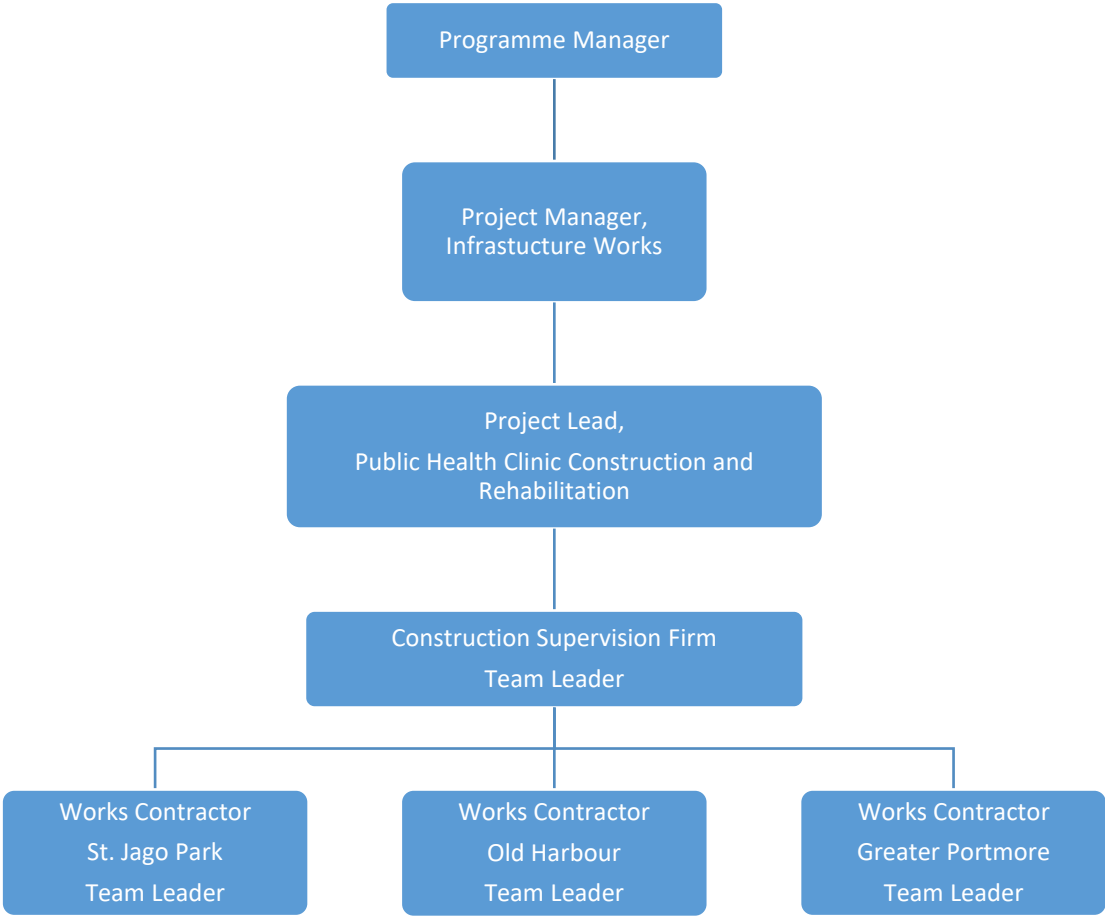 Programme Manager
Project Manager,
Infrastucture Works
Project Lead,
Public Health Clinic Construction and
Rehabilitation
Construction Supervision Firm
Team Leader
Works Contractor
St. Jago Park
Team Leader
Works Contractor
Old Harbour
Team Leader
Works Contractor
Greater Portmore
Team Leader